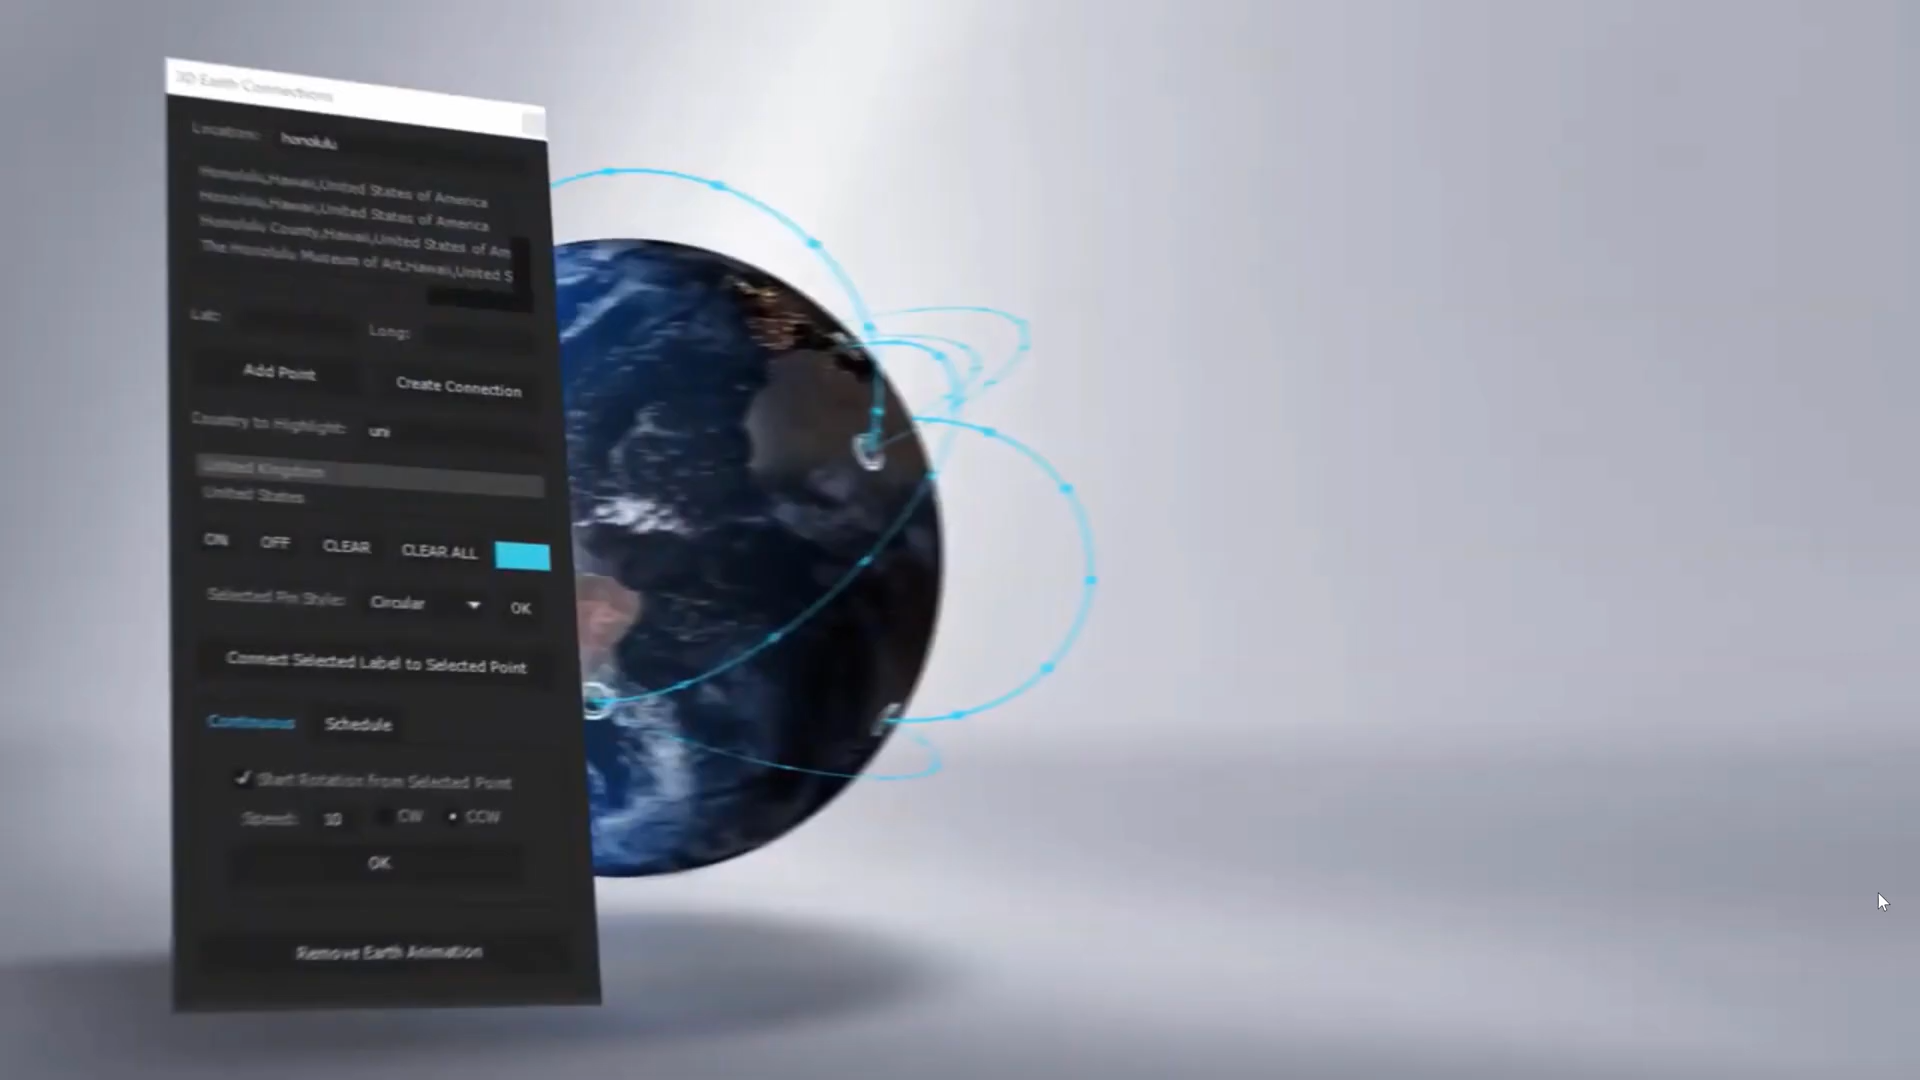 3D Earth Connections
Location: honolulu
Honolulu,Hawaii,United States of America
Honolulu,Hawaii,United States of America
Honolulu County,Hawaii,United States of Am
The Honolulu Museum of Art,Hawaii,United S
Lat: Long:
Add Point Create Connection
Country to Highlight: uni
United Kingdom
United States
ON OFF CLEAR CLEAR ALL
Selected Pin Style: Circular OK
Connect Selected Label to Selected Point
Continuous Schedule
Start Rotation from Selected Point
Speed: 10 CW CCW
OK
Remove Earth Animation